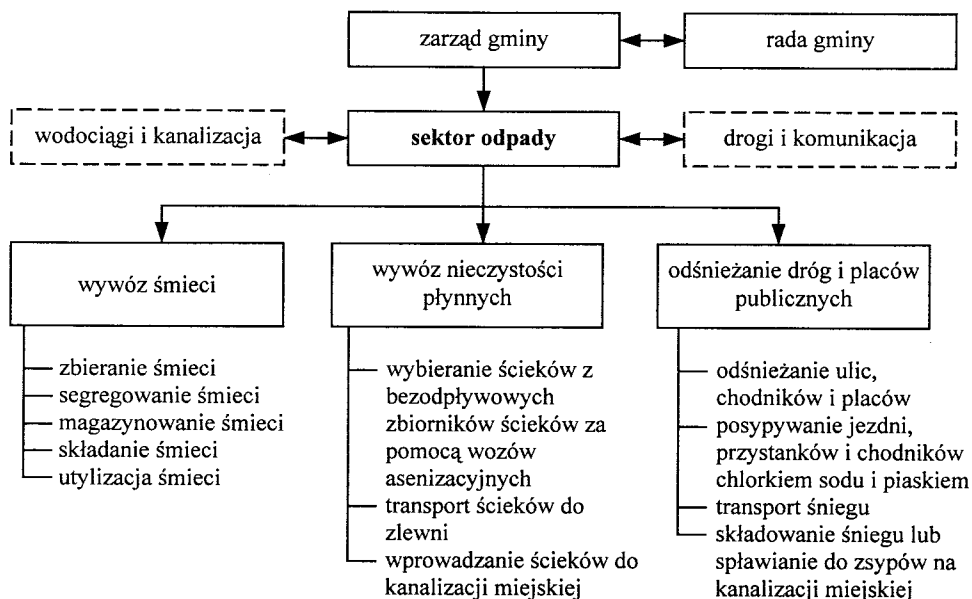 zarząd gminy
rada gminy
wodociągi i kanalizacja
sektor odpady
drogi i komunikacja
wywóz śmieci
wywóz nieczystości
płynnych
odśnieżanie dróg i placów
publicznych
zbieranie śmieci
segregowanie śmieci
magazynowanie śmieci
składanie śmieci
utylizacja śmieci
wybieranie ścieków z
bezodpływowych
zbiorników ścieków za
pomocą wozów
asenizacyjnych
transport ścieków do
zlewni
wprowadzanie ścieków do
kanalizacji miejskiej
odśnieżanie ulic,
chodników i placów
posypywanie jezdni,
przystanków i chodników
chlorkiem sodu i piaskiem
transport śniegu
składowanie śniegu lub
spławianie do zsypów na
kanalizacji miejskiej